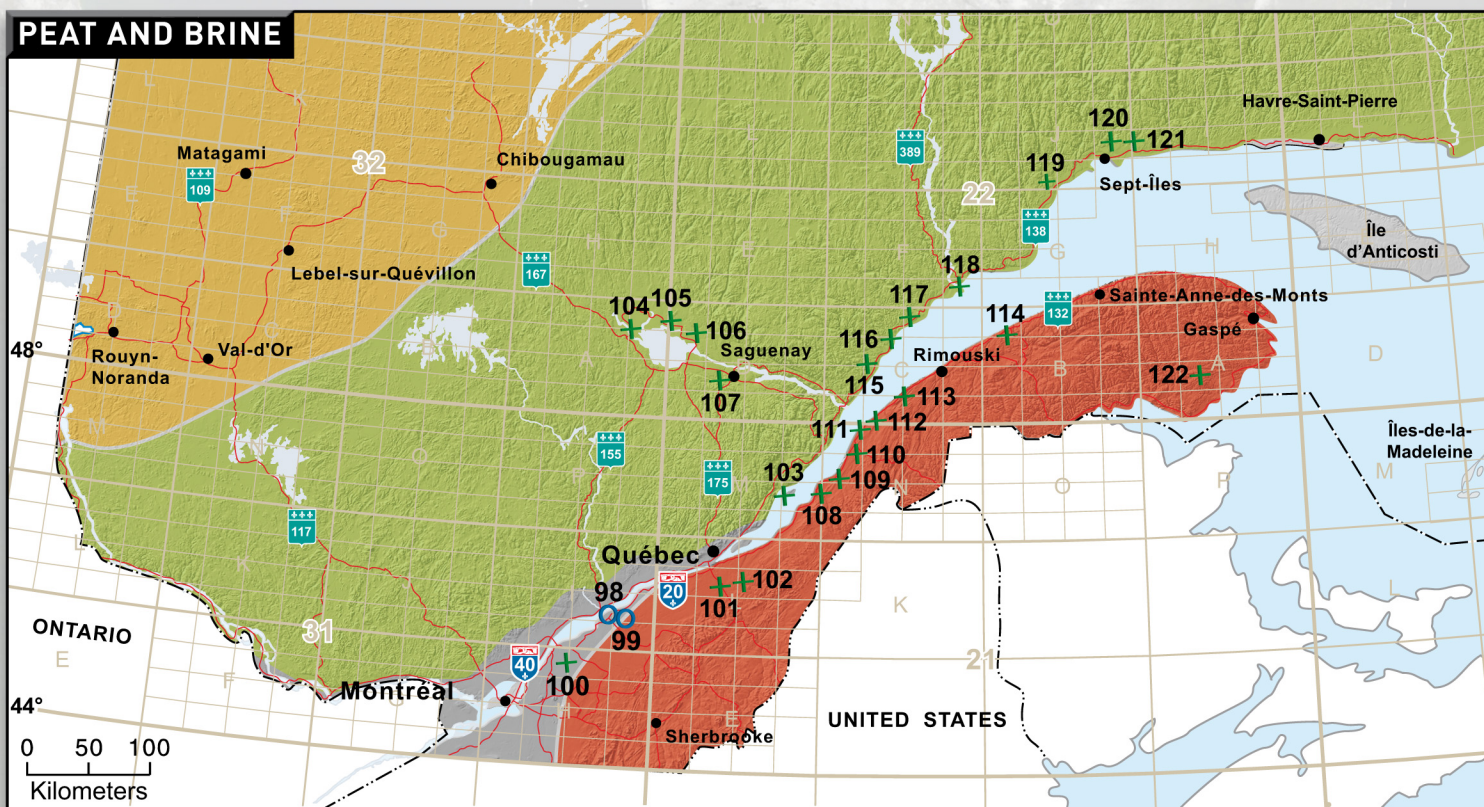 PEAT AND BRINE
Havre-Saint-Pierre
120
121
389
Matagami
32
Chibougamau
109
119
Sept-Îles
22
138
Île
d'Anticosti
Lebel-sur-Quévillon
167
118
Sainte-Anne-des-Monts
132
117
114
Gaspé
104
105
106
116
Saguenay
Rimouski
48°
Rouyn-
Noranda
Val-d'Or
107
115
113
122
112
111
Îles-de-la-
Madeleine
110
155
175
103
109
108
117
Québec
98
20
102
101
99
ONTARIO
31
40
100
21
Montréal
44°
UNITED STATES
Sherbrooke
0 50 100
Kilometers
L
E
F
G
D
C
M
K
J
H
A
B
P
O
L
E
F
G
I
H
E
F
G
H
C
B
A
D
M
N
O
P
M
K
L
E